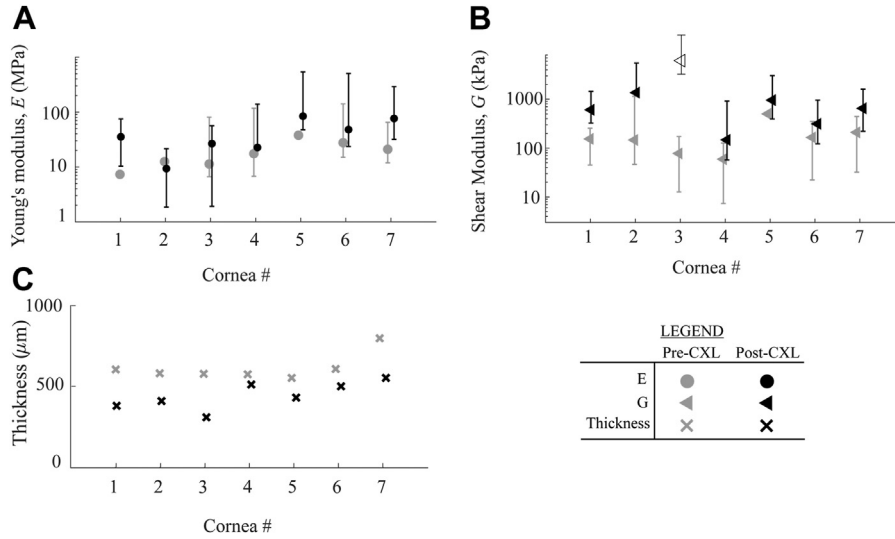 A
Young's modulus, E (MPa)
100
10
1
1 2 3 4 5 6 7
Cornea #
B
Shear Modulus, G (kPa)
1000
100
10
1 2 3 4 5 6 7
Cornea #
C
Thickness (μm)
1000
500
0
1 2 3 4 5 6 7
Cornea #
LEGEND
Pre-CXL Post-CXL
E
G
Thickness